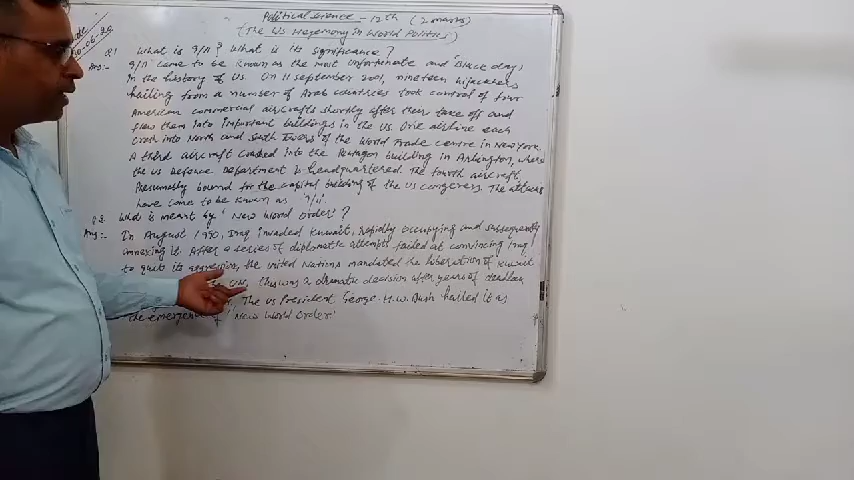 Political science - 12th (2 marks)
(The US Hegemony in World Politics)
Q1 What is 9/11? What is its significance?
Ans:- 9/11 came to be known as the most unfortunate and 'Black day'
in the history of US. On 11 september 2001, nineteen hijackers
hailing from a number of Arab countries took control of four
American commercial aircrafts shortly after their take off and
flew them into important buildings in the US. One airline each
crash into North and South Towers of the World Trade centre in New York.
A third aircraft crashed into the Pentagon building in Arlington, where
the US Defence Department is headquartered. The fourth aircraft
Presumably bound for the capital building of the US congress. The attacks
have come to be known as '9/11'.
Q2. What is meant by 'New World Order'?
Ans:- In August 1990, Iraq invaded Kuwait, rapidly occupying and subsequently
annexing it. After a series of diplomatic attempts failed at convincing Iraq
to quit its aggression, the United Nations mandated the liberation of Kuwait
this was a dramatic decision after years of deadlock
The US President George. H.W. Bush hailed it as
the emergence of 'New World Order'